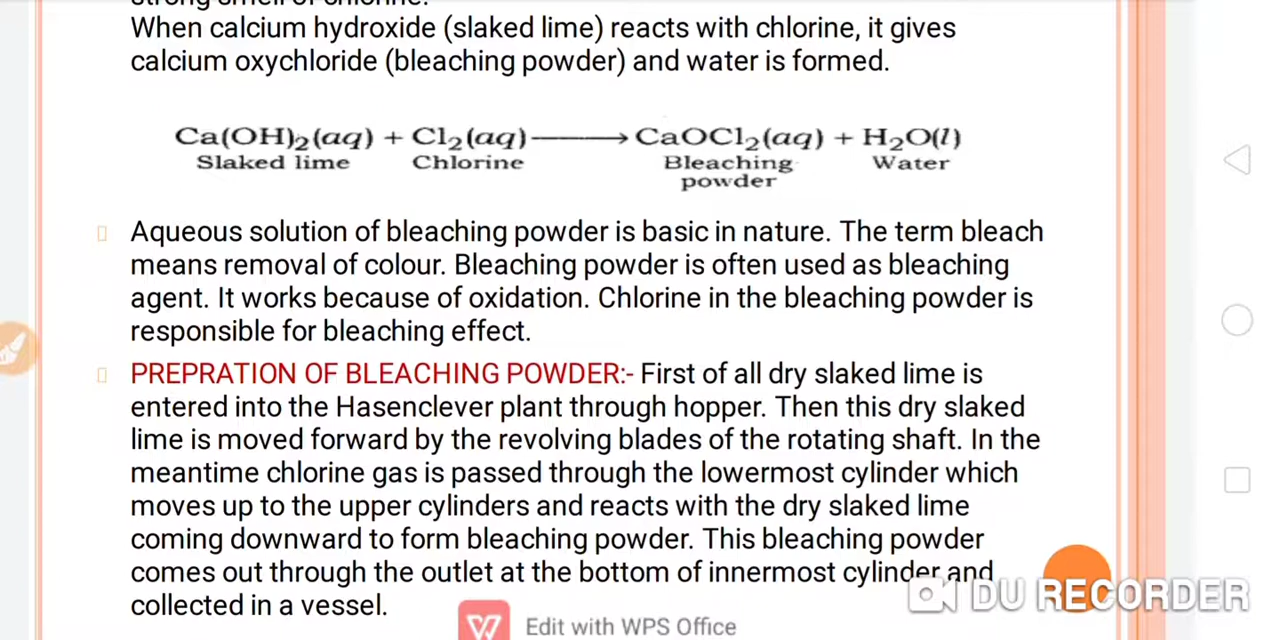 strong smell of chlorine.
When calcium hydroxide (slaked lime) reacts with chlorine, it gives
calcium oxychloride (bleaching powder) and water is formed.
Ca(OH)₂(aq) + Cl₂(aq) ⟶ CaOCl₂(aq) + H₂O(l)
Slaked lime Chlorine Bleaching Water
powder
Aqueous solution of bleaching powder is basic in nature. The term bleach
means removal of colour. Bleaching powder is often used as bleaching
agent. It works because of oxidation. Chlorine in the bleaching powder is
responsible for bleaching effect.
PREPRATION OF BLEACHING POWDER:- First of all dry slaked lime is
entered into the Hasenclever plant through hopper. Then this dry slaked
lime is moved forward by the revolving blades of the rotating shaft. In the
meantime chlorine gas is passed through the lowermost cylinder which
moves up to the upper cylinders and reacts with the dry slaked lime
coming downward to form bleaching powder. This bleaching powder
comes out through the outlet at the bottom of innermost cylinder and
collected in a vessel.
DU RECORDER
Edit with WPS Office